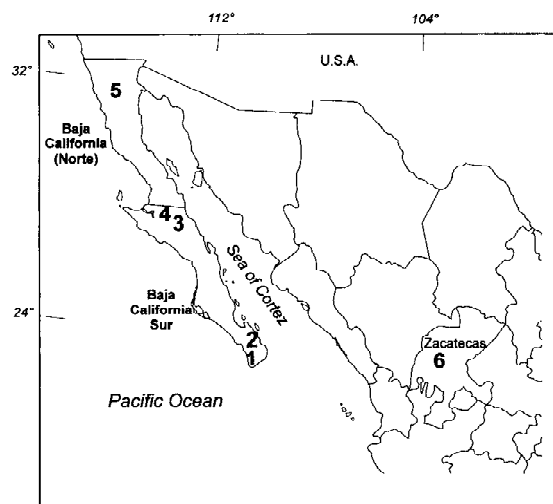 112°
104°
32°
U.S.A.
5
Baja
California
(Norte)
4
3
Sea of Cortez
Baja
California
Sur
24°
2
Zacatecas
1
6
Pacific Ocean